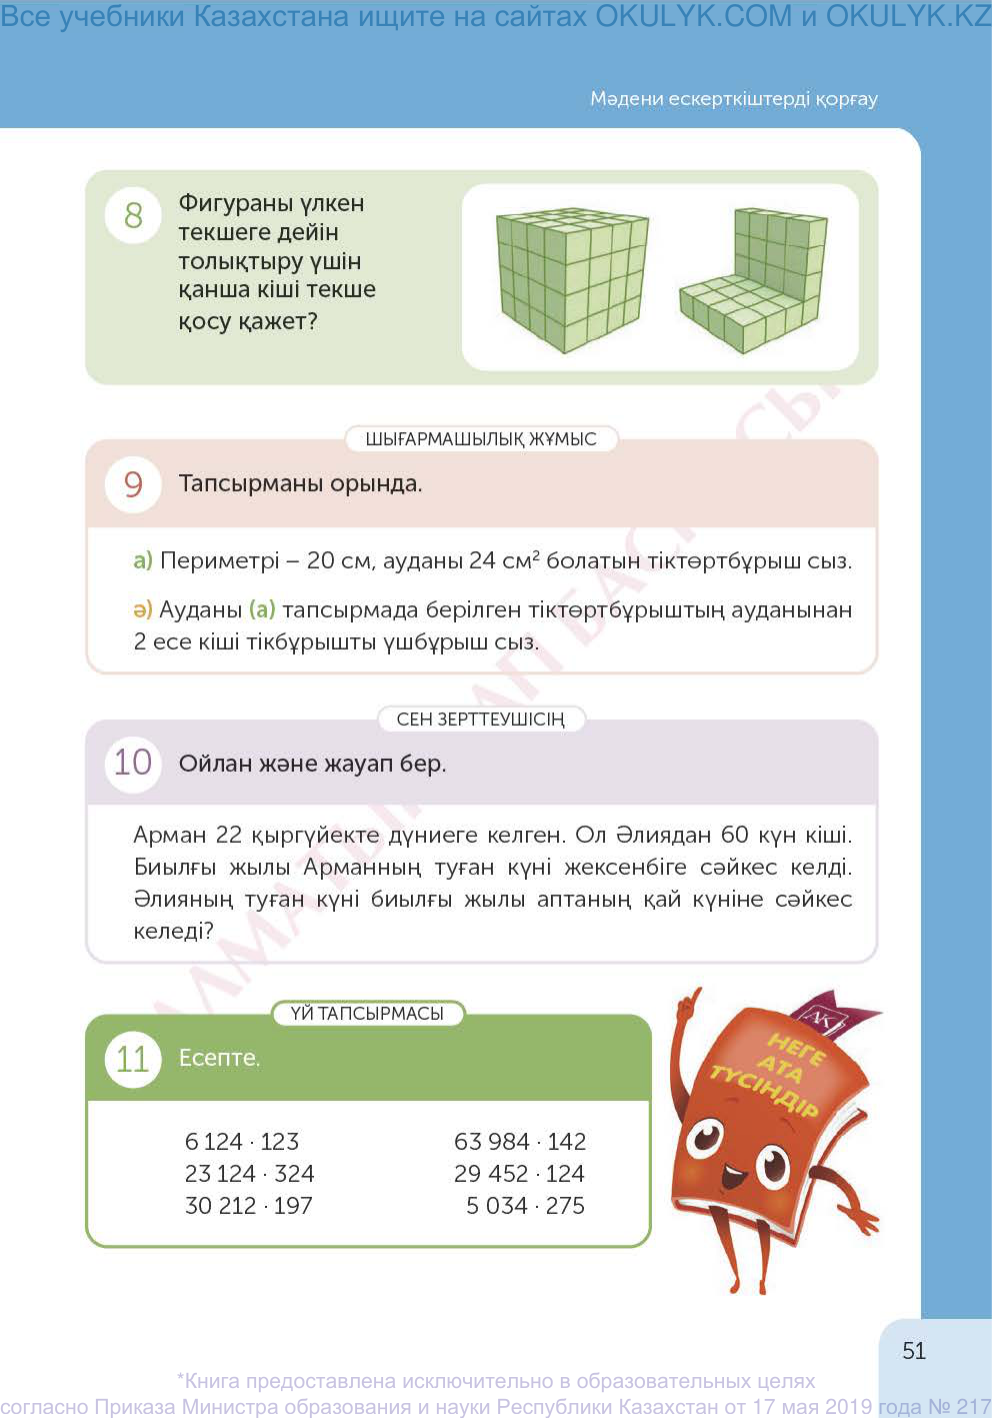 Все учебники Казахстана ищите на сайтах OKULYK.COM и OKULYK.KZ
Мәдени ескерткіштерді қорғау
8
Фигураны үлкен
текшеге дейін
толықтыру үшін
қанша кіші текше
қосу қажет?
ШЫҒАРМАШЫЛЫҚ ЖҰМЫС
9 Тапсырманы орында.
а) Периметрі – 20 см, ауданы 24 см² болатын тіктөртбұрыш сыз.
ә) Ауданы (а) тапсырмада берілген тіктөртбұрыштың ауданынан
2 есе кіші тікбұрышты үшбұрыш сыз.
СЕН ЗЕРТТЕУШІСІҢ
10 Ойлан және жауап бер.
Арман 22 қыргүйекте дүниеге келген. Ол Әлиядан 60 күн кіші.
Биылғы жылы Арманның туған күні жексенбіге сәйкес келді.
Әлияның туған күні биылғы жылы аптаның қай күніне сәйкес
келеді?
ҮЙ ТАПСЫРМАСЫ
11 Есепте.
6 124 · 123
23 124 · 324
30 212 · 197
63 984 · 142
29 452 · 124
5 034 · 275
АК
НЕГЕ
АТА
ТҮСІНДІР
51
*Книга предоставлена исключительно в образовательных целях
согласно Приказа Министра образования и науки Республики Казахстан от 17 мая 2019 года № 217